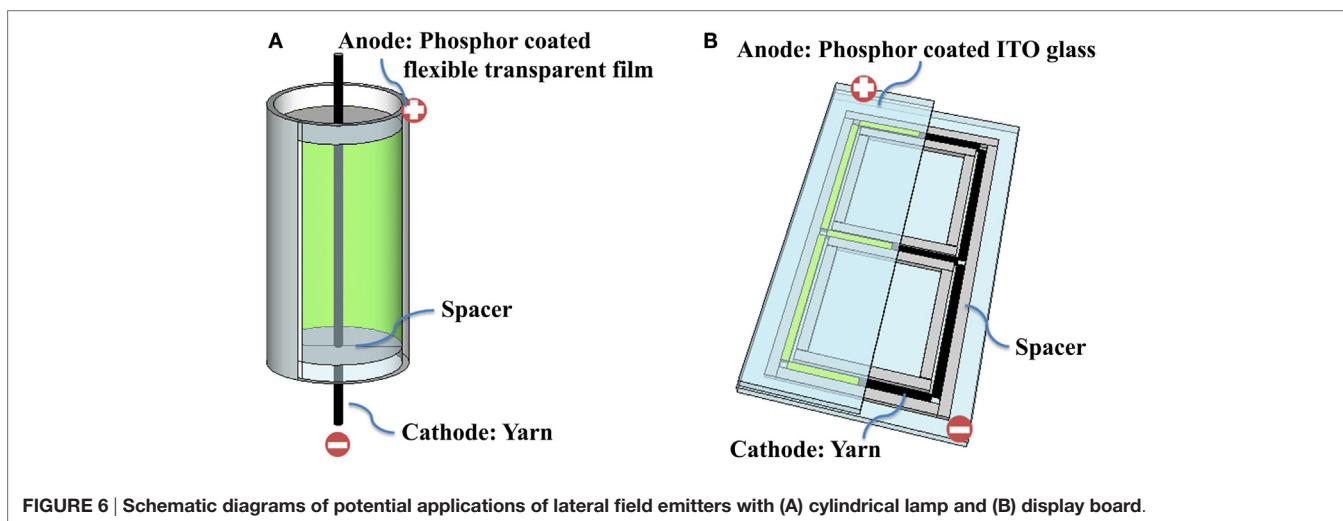 A
Anode: Phosphor coated
flexible transparent film
Spacer
Cathode: Yarn
B
Anode: Phosphor coated ITO glass
Spacer
Cathode: Yarn
FIGURE 6 | Schematic diagrams of potential applications of lateral field emitters with (A) cylindrical lamp and (B) display board.